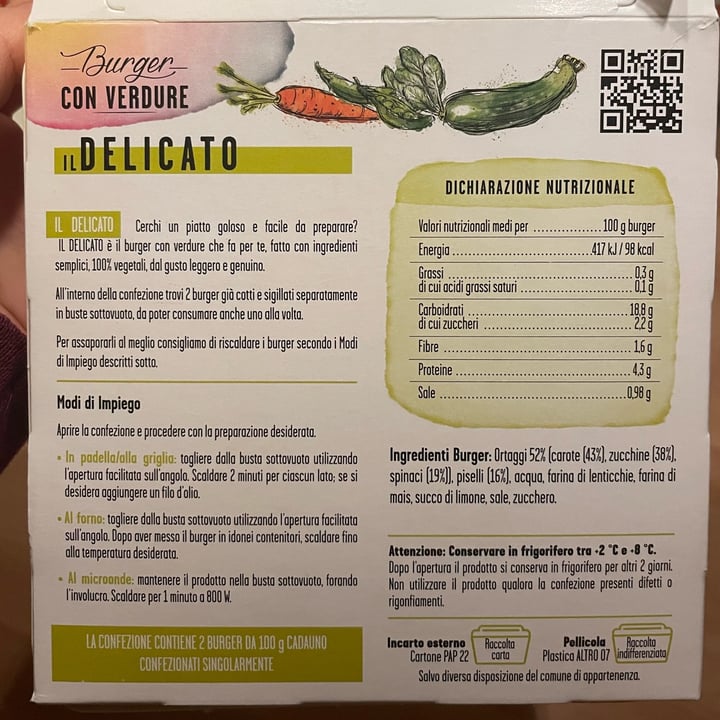 Burger
CON VERDURE
IL DELICATO
IL DELICATO Cerchi un piatto goloso e facile da preparare?
IL DELICATO è il burger con verdure che fa per te, fatto con ingredienti
semplici, 100% vegetali, dal gusto leggero e genuino.
All'interno della confezione trovi 2 burger già cotti e sigillati separatamente
in buste sottovuoto, da poter consumare anche uno alla volta.
Per assaporarli al meglio consigliamo di riscaldare i burger secondo i Modi
di Impiego descritti sotto.
Modi di Impiego
Aprire la confezione e procedere con la preparazione desiderata.
• In padella/alla griglia: togliere dalla busta sottovuoto utilizzando
l'apertura facilitata sull'angolo. Scaldare 2 minuti per ciascun lato; se si
desidera aggiungere un filo d'olio.
• Al forno: togliere dalla busta sottovuoto utilizzando l'apertura facilitata
sull'angolo. Dopo aver messo il burger in idonei contenitori, scaldare fino
alla temperatura desiderata.
• Al microonde: mantenere il prodotto nella busta sottovuoto, forando
l'involucro. Scaldare per 1 minuto a 800 W.
LA CONFEZIONE CONTIENE 2 BURGER DA 100 g CADAUNO
CONFEZIONATI SINGOLARMENTE
DICHIARAZIONE NUTRIZIONALE
Valori nutrizionali medi per ................ 100 g burger
Energia ................ 417 kJ / 98 kcal
Grassi ................ 0,3 g
di cui acidi grassi saturi ................ 0,1 g
Carboidrati ................ 18,8 g
di cui zuccheri ................ 2,2 g
Fibre ................ 1,6 g
Proteine ................ 4,3 g
Sale ................ 0,98 g
Ingredienti Burger: Ortaggi 52% (carote (43%), zucchine (38%),
spinaci (19%)), piselli (16%), acqua, farina di lenticchie, farina di
mais, succo di limone, sale, zucchero.
Attenzione: Conservare in frigorifero tra +2 °C e +8 °C.
Dopo l'apertura il prodotto si conserva in frigorifero per altri 2 giorni.
Non utilizzare il prodotto qualora la confezione presenti difetti o
rigonfiamenti.
Incarto esterno
Cartone PAP 22
Raccolta
carta
Pellicola
Plastica ALTRO 07
Raccolta
indifferenziata
Salvo diversa disposizione del comune di appartenenza.